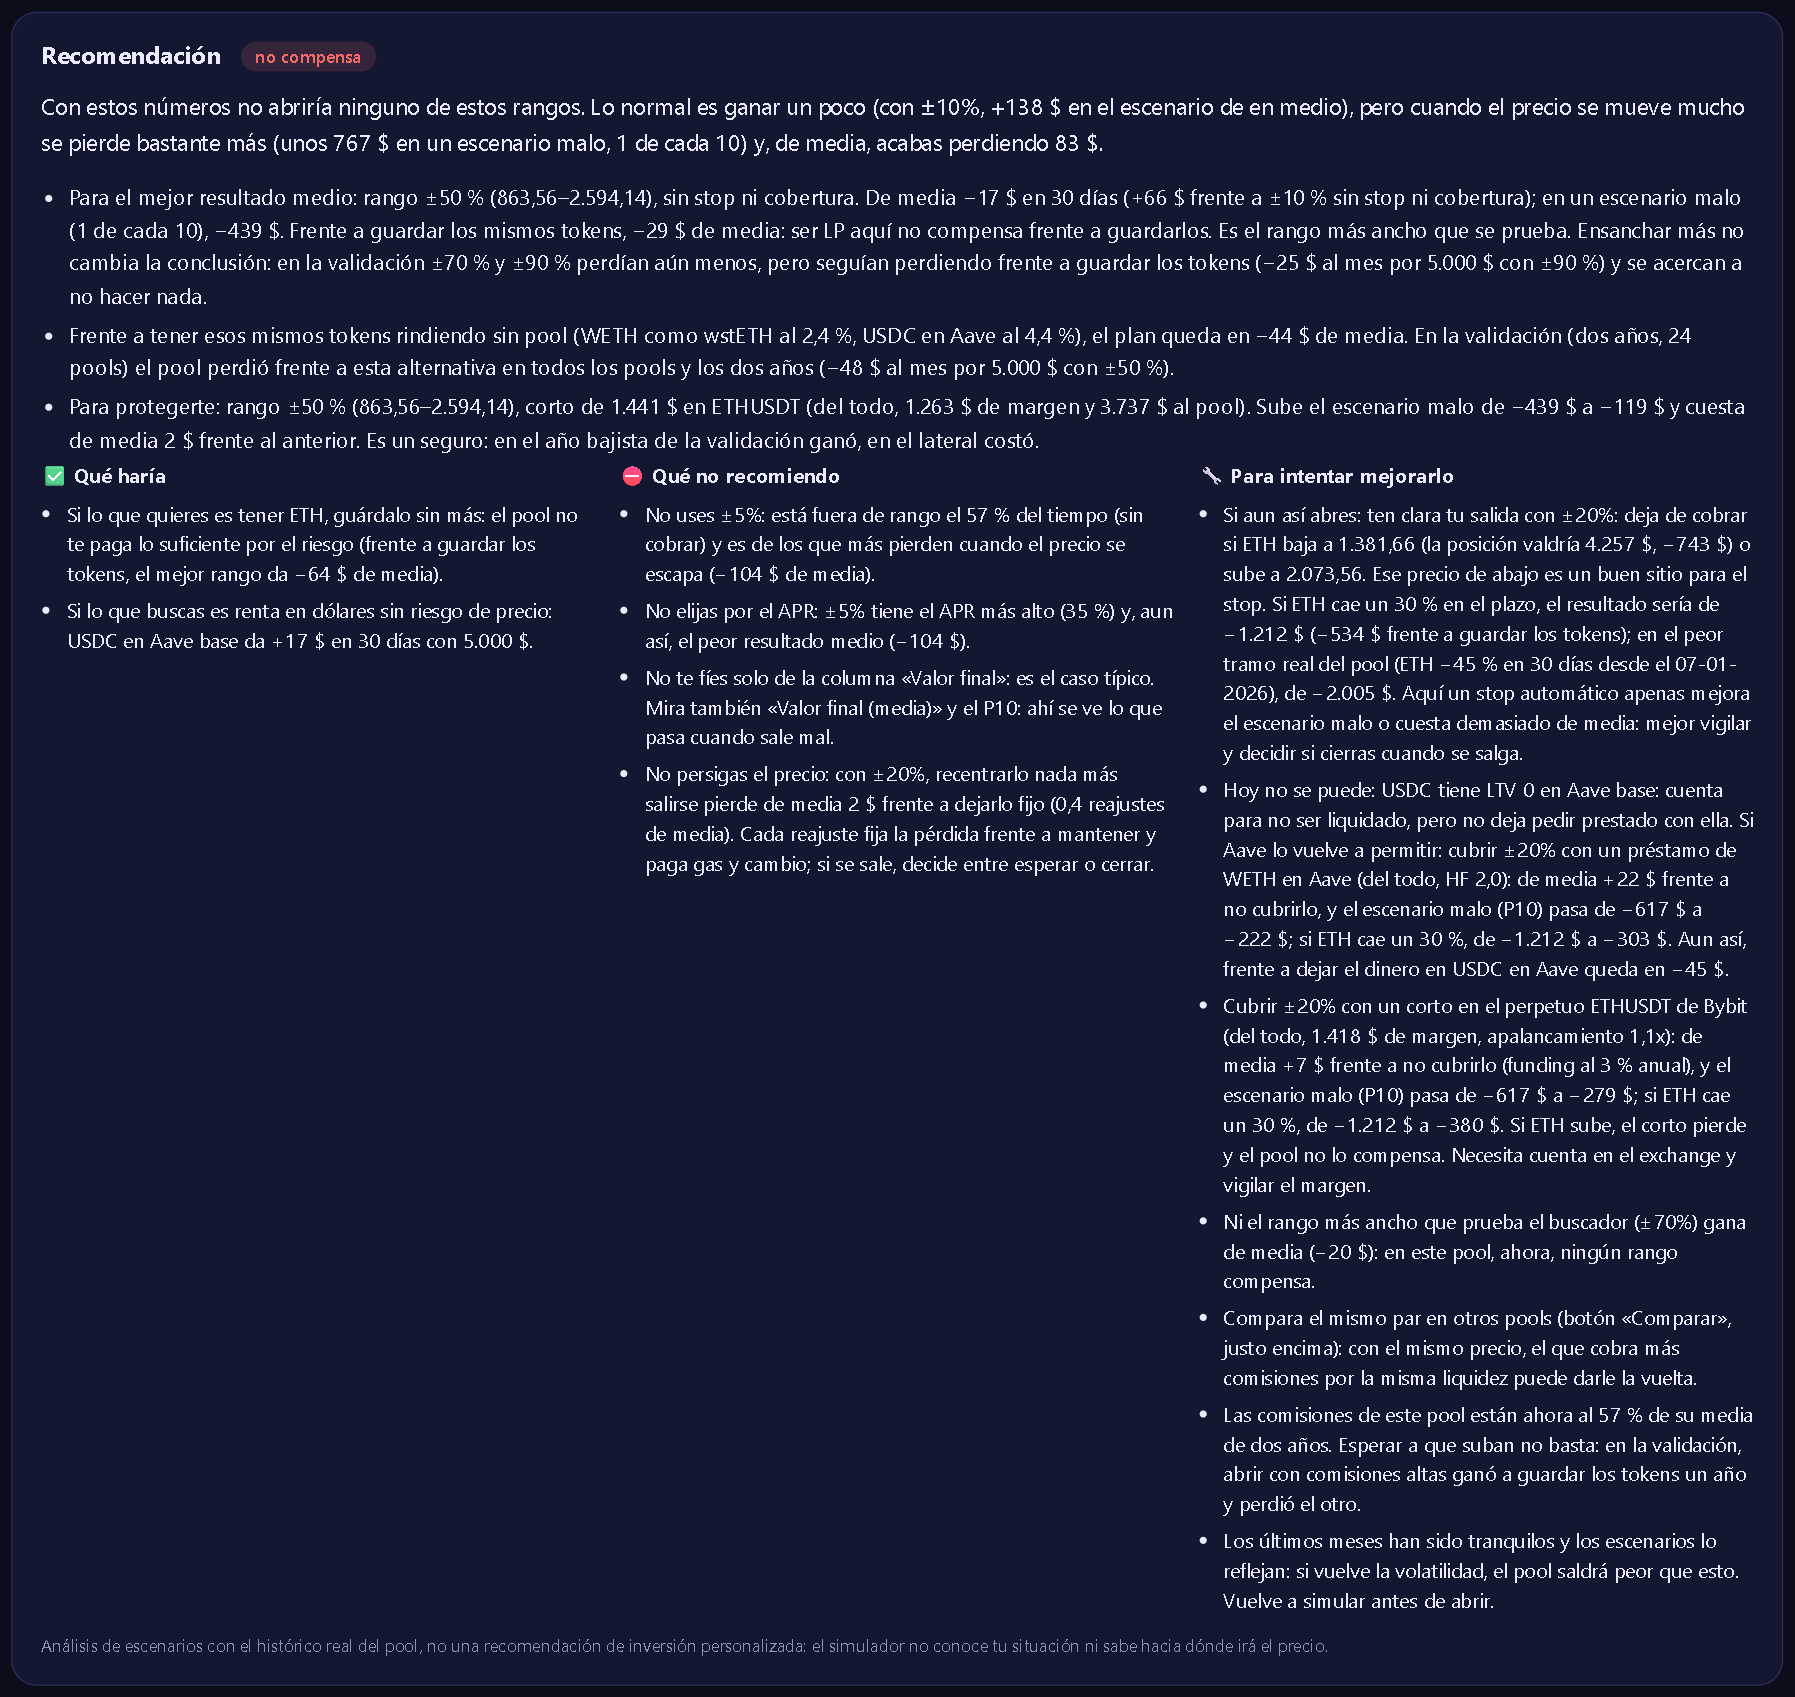 Recomendación no compensa
Con estos números no abriría ninguno de estos rangos. Lo normal es ganar un poco (con ±10%, +138 $ en el escenario de en medio), pero cuando el precio se mueve mucho
se pierde bastante más (unos 767 $ en un escenario malo, 1 de cada 10) y, de media, acabas perdiendo 83 $.
• Para el mejor resultado medio: rango ±50 % (863,56–2.594,14), sin stop ni cobertura. De media −17 $ en 30 días (+66 $ frente a ±10 % sin stop ni cobertura); en un escenario malo
(1 de cada 10), −439 $. Frente a guardar los mismos tokens, −29 $ de media: ser LP aquí no compensa frente a guardarlos. Es el rango más ancho que se prueba. Ensanchar más no
cambia la conclusión: en la validación ±70 % y ±90 % perdían aún menos, pero seguían perdiendo frente a guardar los tokens (−25 $ al mes por 5.000 $ con ±90 %) y se acercan a
no hacer nada.
• Frente a tener esos mismos tokens rindiendo sin pool (WETH como wstETH al 2,4 %, USDC en Aave al 4,4 %), el plan queda en −44 $ de media. En la validación (dos años, 24
pools) el pool perdió frente a esta alternativa en todos los pools y los dos años (−48 $ al mes por 5.000 $ con ±50 %).
• Para protegerte: rango ±50 % (863,56–2.594,14), corto de 1.441 $ en ETHUSDT (del todo, 1.263 $ de margen y 3.737 $ al pool). Sube el escenario malo de −439 $ a −119 $ y cuesta
de media 2 $ frente al anterior. Es un seguro: en el año bajista de la validación ganó, en el lateral costó.
✅ Qué haría
• Si lo que quieres es tener ETH, guárdalo sin más: el pool no
te paga lo suficiente por el riesgo (frente a guardar los
tokens, el mejor rango da −64 $ de media).
• Si lo que buscas es renta en dólares sin riesgo de precio:
USDC en Aave base da +17 $ en 30 días con 5.000 $.
⛔ Qué no recomiendo
• No uses ±5%: está fuera de rango el 57 % del tiempo (sin
cobrar) y es de los que más pierden cuando el precio se
escapa (−104 $ de media).
• No elijas por el APR: ±5% tiene el APR más alto (35 %) y, aun
así, el peor resultado medio (−104 $).
• No te fíes solo de la columna «Valor final»: es el caso típico.
Mira también «Valor final (media)» y el P10: ahí se ve lo que
pasa cuando sale mal.
• No persigas el precio: con ±20%, recentrarlo nada más
salirse pierde de media 2 $ frente a dejarlo fijo (0,4 reajustes
de media). Cada reajuste fija la pérdida frente a mantener y
paga gas y cambio; si se sale, decide entre esperar o cerrar.
🔧 Para intentar mejorarlo
• Si aun así abres: ten clara tu salida con ±20%: deja de cobrar
si ETH baja a 1.381,66 (la posición valdría 4.257 $, −743 $) o
sube a 2.073,56. Ese precio de abajo es un buen sitio para el
stop. Si ETH cae un 30 % en el plazo, el resultado sería de
−1.212 $ (−534 $ frente a guardar los tokens); en el peor
tramo real del pool (ETH −45 % en 30 días desde el 07-01-
2026), de −2.005 $. Aquí un stop automático apenas mejora
el escenario malo o cuesta demasiado de media: mejor vigilar
y decidir si cierras cuando se salga.
• Hoy no se puede: USDC tiene LTV 0 en Aave base: cuenta
para no ser liquidado, pero no deja pedir prestado con ella. Si
Aave lo vuelve a permitir: cubrir ±20% con un préstamo de
WETH en Aave (del todo, HF 2,0): de media +22 $ frente a
no cubrirlo, y el escenario malo (P10) pasa de −617 $ a
−222 $; si ETH cae un 30 %, de −1.212 $ a −303 $. Aun así,
frente a dejar el dinero en USDC en Aave queda en −45 $.
• Cubrir ±20% con un corto en el perpetuo ETHUSDT de Bybit
(del todo, 1.418 $ de margen, apalancamiento 1,1x): de
media +7 $ frente a no cubrirlo (funding al 3 % anual), y el
escenario malo (P10) pasa de −617 $ a −279 $; si ETH cae
un 30 %, de −1.212 $ a −380 $. Si ETH sube, el corto pierde
y el pool no lo compensa. Necesita cuenta en el exchange y
vigilar el margen.
• Ni el rango más ancho que prueba el buscador (±70%) gana
de media (−20 $): en este pool, ahora, ningún rango
compensa.
• Compara el mismo par en otros pools (botón «Comparar»,
justo encima): con el mismo precio, el que cobra más
comisiones por la misma liquidez puede darle la vuelta.
• Las comisiones de este pool están ahora al 57 % de su media
de dos años. Esperar a que suban no basta: en la validación,
abrir con comisiones altas ganó a guardar los tokens un año
y perdió el otro.
• Los últimos meses han sido tranquilos y los escenarios lo
reflejan: si vuelve la volatilidad, el pool saldrá peor que esto.
Vuelve a simular antes de abrir.
Análisis de escenarios con el histórico real del pool, no una recomendación de inversión personalizada: el simulador no conoce tu situación ni sabe hacia dónde irá el precio.